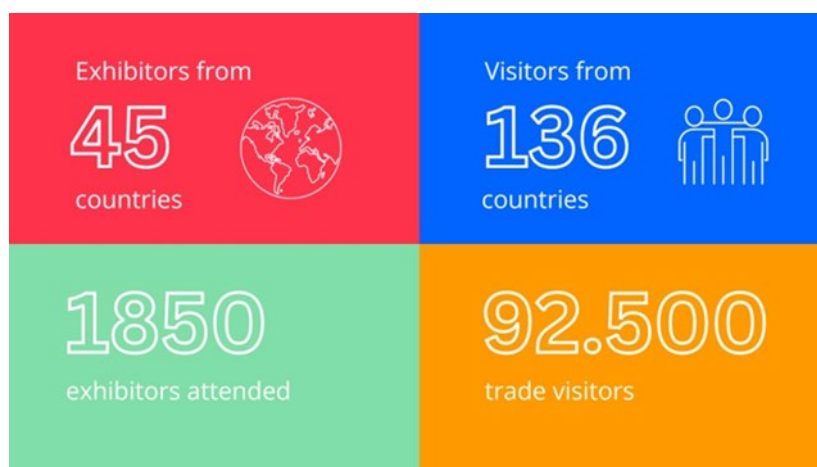 Exhibitors from
45
countries
Visitors from
136
countries
1850
exhibitors attended
92.500
trade visitors